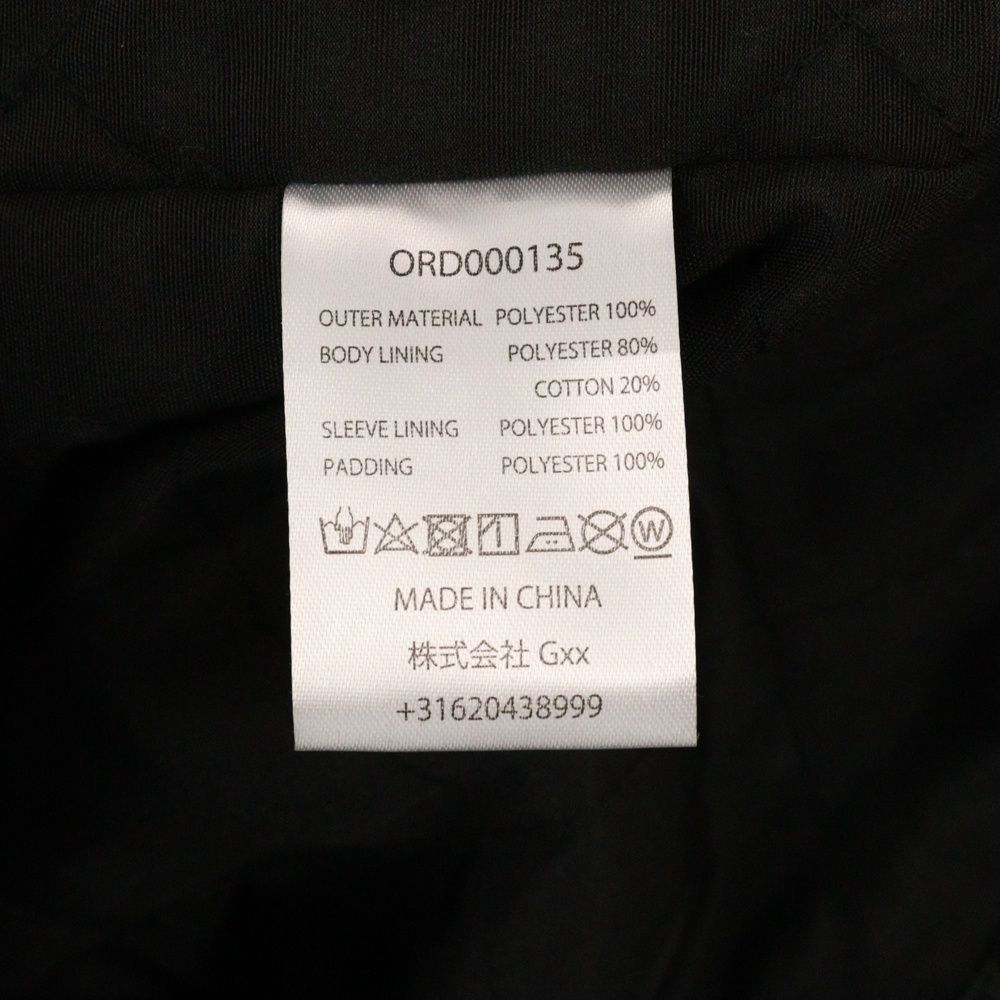 ORD000135
OUTER MATERIAL POLYESTER 100%
BODY LINING POLYESTER 80%
COTTON 20%
SLEEVE LINING POLYESTER 100%
PADDING POLYESTER 100%
W
MADE IN CHINA
株式会社 Gxx
+31620438999